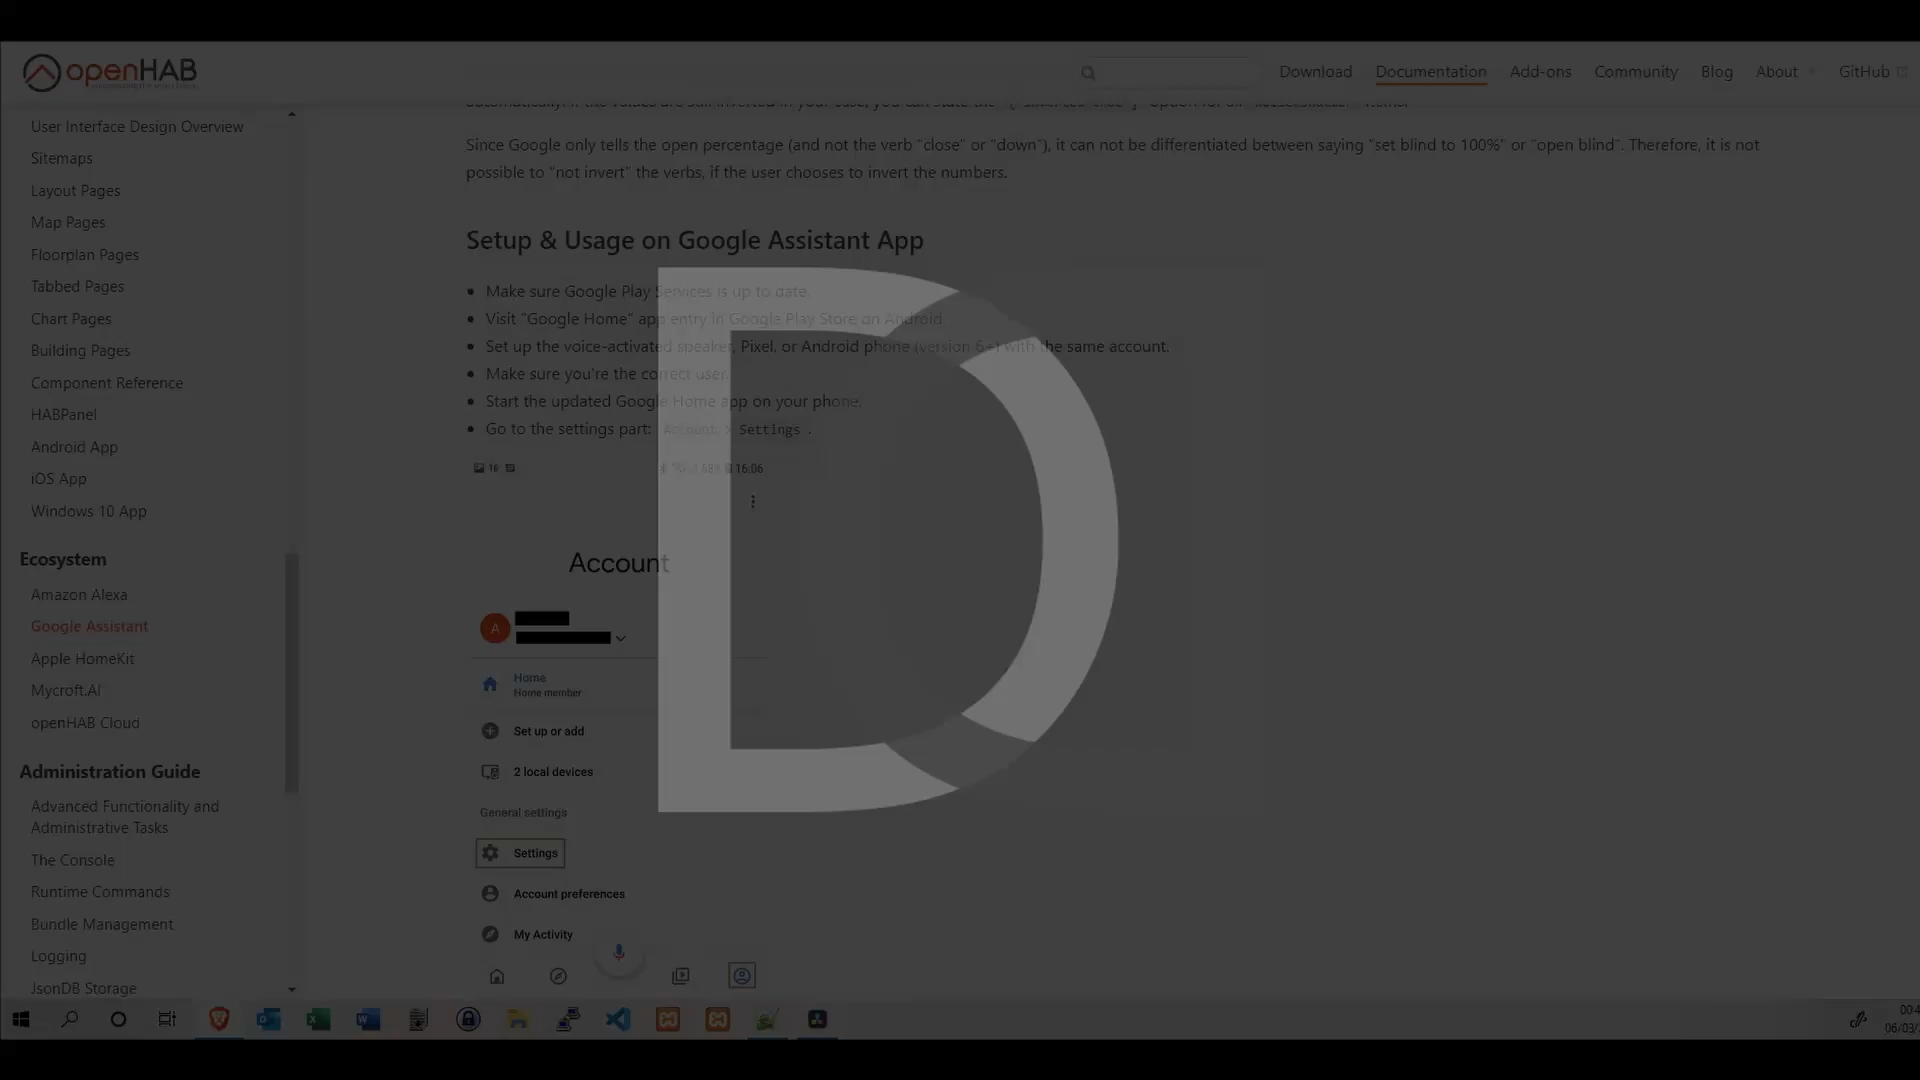 openHAB
Download
Documentation
Add-ons
Community
Blog
About
GitHub
User Interface Design Overview
Sitemaps
Layout Pages
Map Pages
Floorplan Pages
Tabbed Pages
Chart Pages
Building Pages
Component Reference
HABPanel
Android App
iOS App
Windows 10 App
Ecosystem
Amazon Alexa
Google Assistant
Apple HomeKit
Mycroft.AI
openHAB Cloud
Administration Guide
Advanced Functionality and
Administrative Tasks
The Console
Runtime Commands
Bundle Management
Logging
JsonDB Storage
Since Google only tells the open percentage (and not the verb "close" or "down"), it can not be differentiated between saying "set blind to 100%" or "open blind". Therefore, it is not
possible to "not invert" the verbs, if the user chooses to invert the numbers.
Setup & Usage on Google Assistant App
Make sure Google Play Services is up to date.
Visit "Google Home" app entry in Google Play Store on Android
Set up the voice-activated speaker, Pixel, or Android phone (version 6+) with the same account.
Make sure you're the correct user.
Start the updated Google Home app on your phone.
Go to the settings part: Account > Settings .
16 68% 16:06
Account
A
Home
Home member
Set up or add
2 local devices
General settings
Settings
Account preferences
My Activity
D
00:4
06/03/